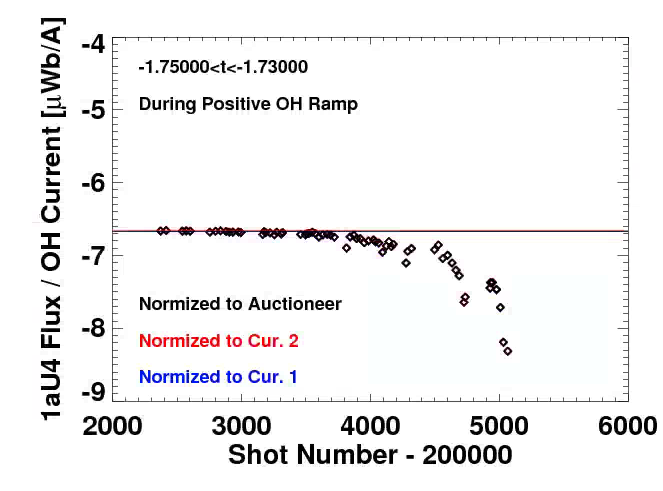 -4
-1.75000<t<-1.73000
During Positive OH Ramp
-5
-6
-7
-8
-9
1aU4 Flux / OH Current [μWb/A]
Normized to Auctioneer
Normized to Cur. 2
Normized to Cur. 1
2000 3000 4000 5000 6000
Shot Number - 200000